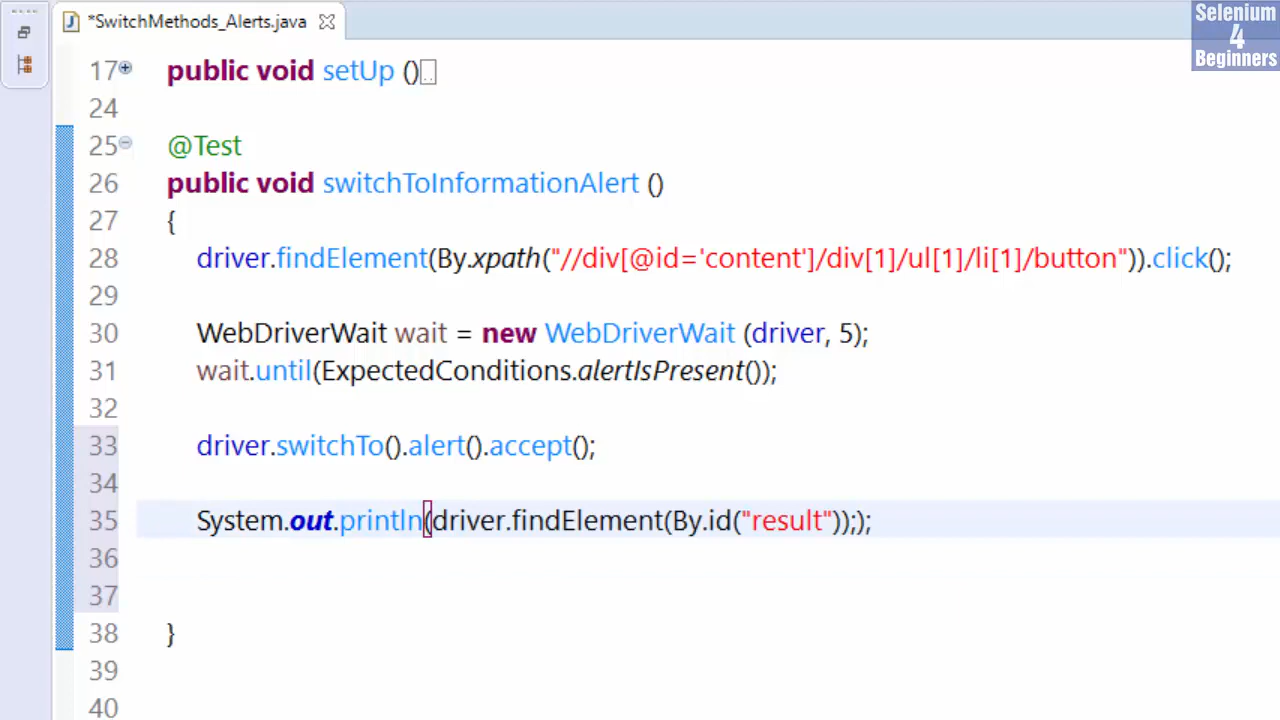 *SwitchMethods_Alerts.java
Selenium
4
Beginners
17 public void setUp ()
24
25 @Test
26 public void switchToInformationAlert ()
27 {
28 driver.findElement(By.xpath("//div[@id='content']/div[1]/ul[1]/li[1]/button")).click();
29
30 WebDriverWait wait = new WebDriverWait (driver, 5);
31 wait.until(ExpectedConditions.alertIsPresent());
32
33 driver.switchTo().alert().accept();
34
35 System.out.println(driver.findElement(By.id("result")););
36
37
38 }
39
40